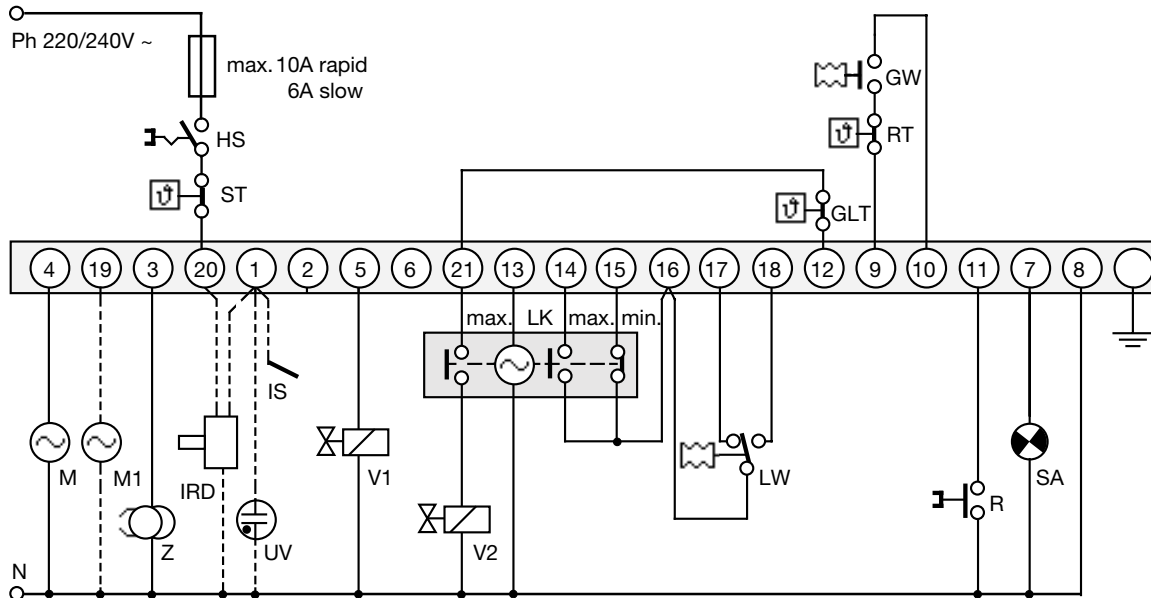 Ph 220/240V ~
max. 10A rapid
6A slow
HS
ST
GW
RT
GLT
4 19 3 20 1 2 5 6 21 13 14 15 16 17 18 12 9 10 11 7 8
max. LK max. min.
IS
M
M1
IRD
Z
UV
V1
V2
LW
R
SA
N